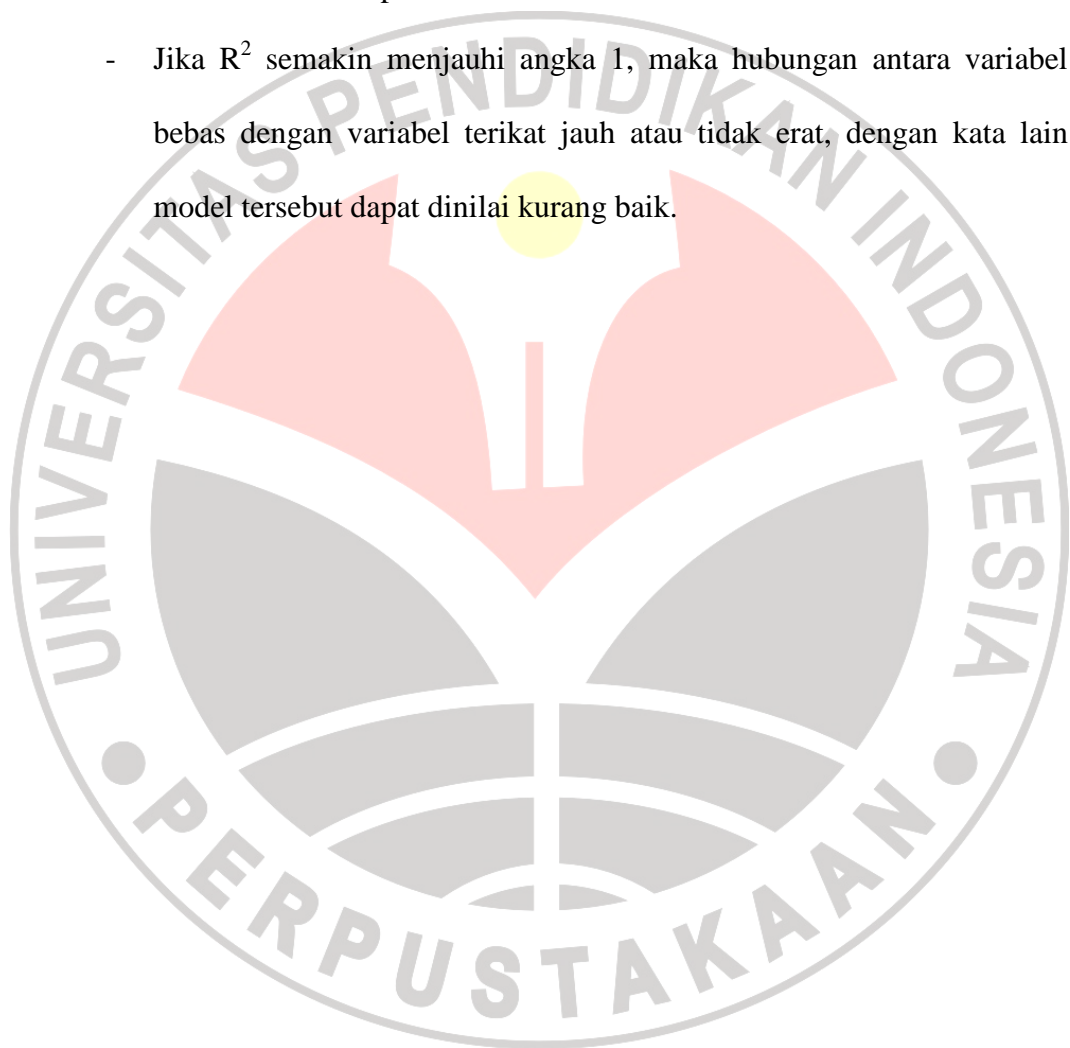 - Jika R² semakin menjauhi angka 1, maka hubungan antara variabel
bebas dengan variabel terikat jauh atau tidak erat, dengan kata lain
model tersebut dapat dinilai kurang baik.
UNIVERSITAS PENDIDIKAN INDONESIA
PERPUSTAKAAN